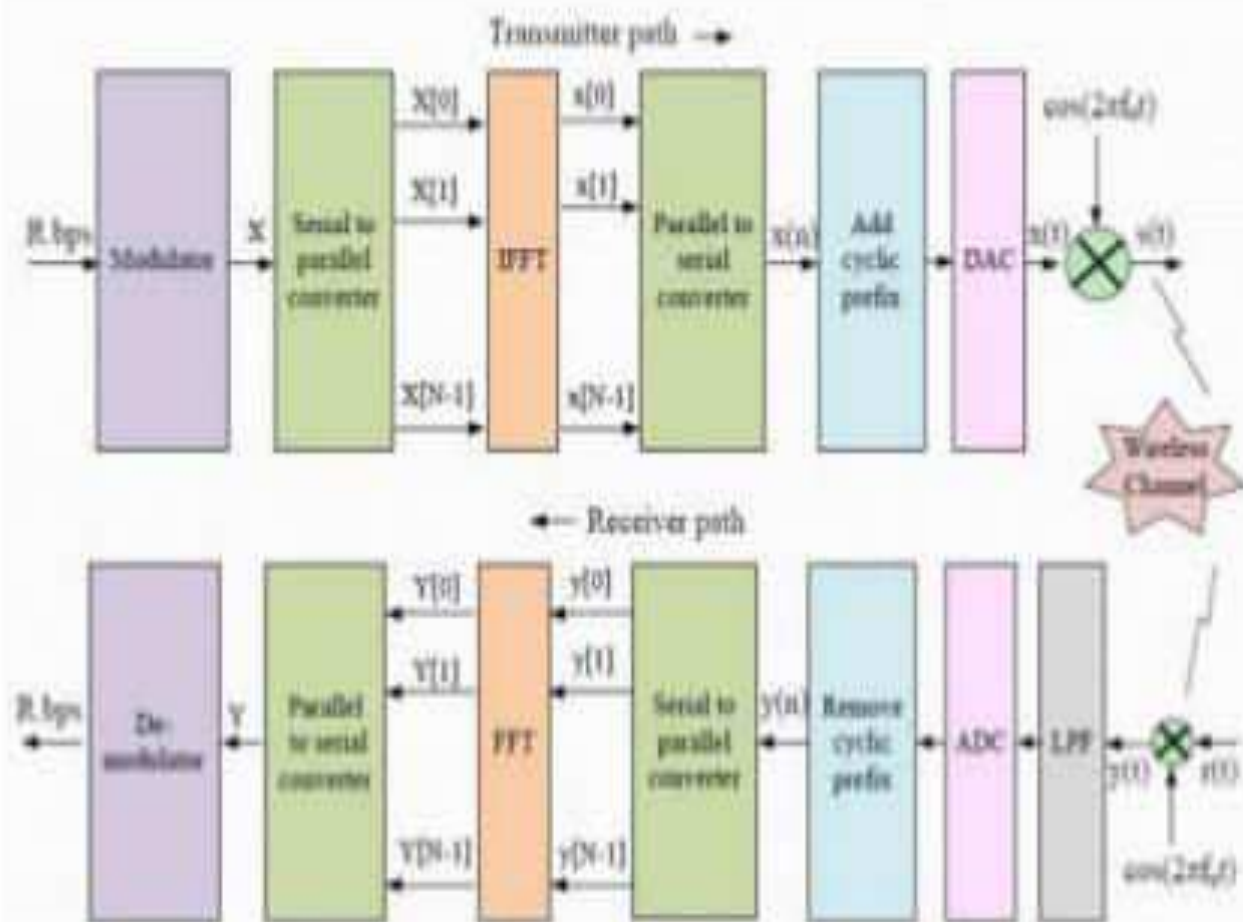 Transmitter path
R bps
Modulator
X
Serial to
parallel
converter
X[0]
X[1]
X[N-1]
IFFT
x[0]
x[1]
x[N-1]
Parallel to
serial
converter
x(n)
Add
cyclic
prefix
DAC
x(t)
s(t)
Wireless
Channel
Receiver path
R bps
De-
modulator
Y
Parallel
to serial
converter
Y[0]
Y[1]
Y[N-1]
FFT
y[0]
y[1]
y[N-1]
Serial to
parallel
converter
y(n)
Remove
cyclic
prefix
ADC
LPF
y(t)
r(t)